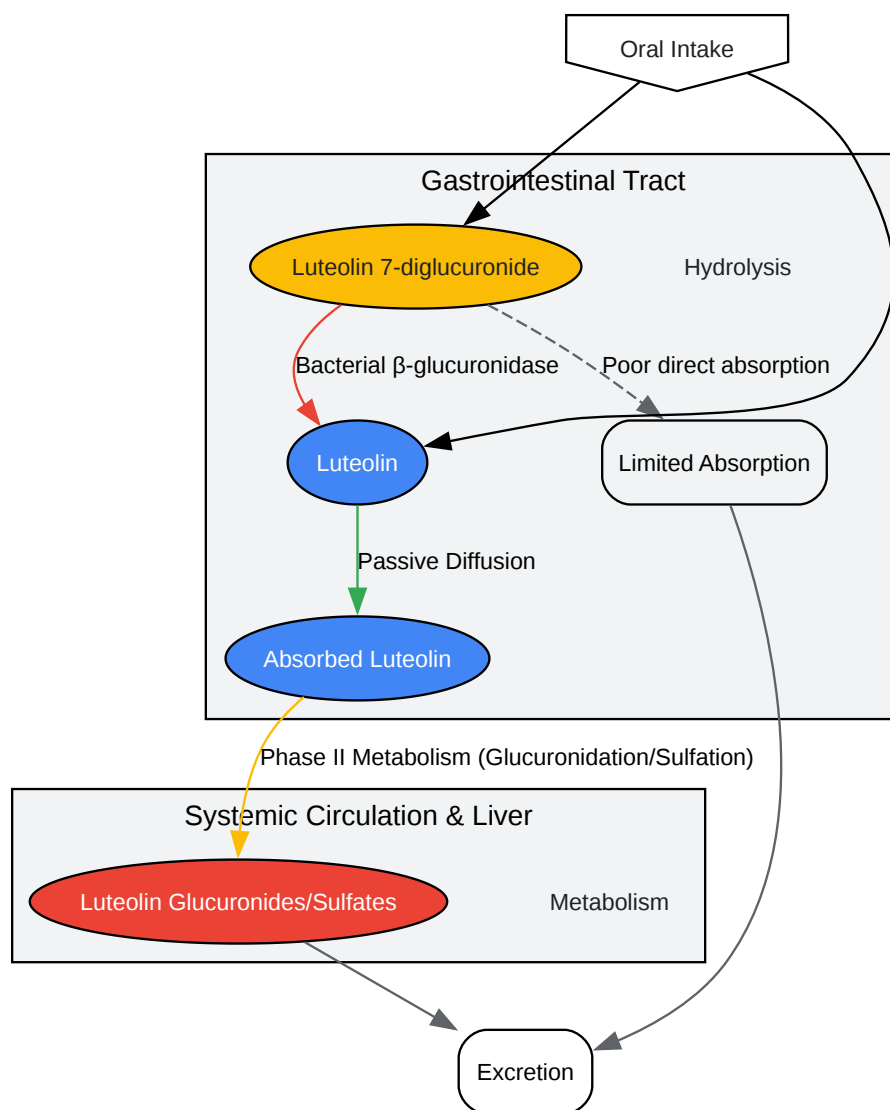 Oral Intake
Gastrointestinal Tract
Luteolin 7-diglucuronide
Hydrolysis
Bacterial β-glucuronidase
Poor direct absorption
Luteolin
Limited Absorption
Passive Diffusion
Absorbed Luteolin
Phase II Metabolism (Glucuronidation/Sulfation)
Systemic Circulation & Liver
Luteolin Glucuronides/Sulfates
Metabolism
Excretion